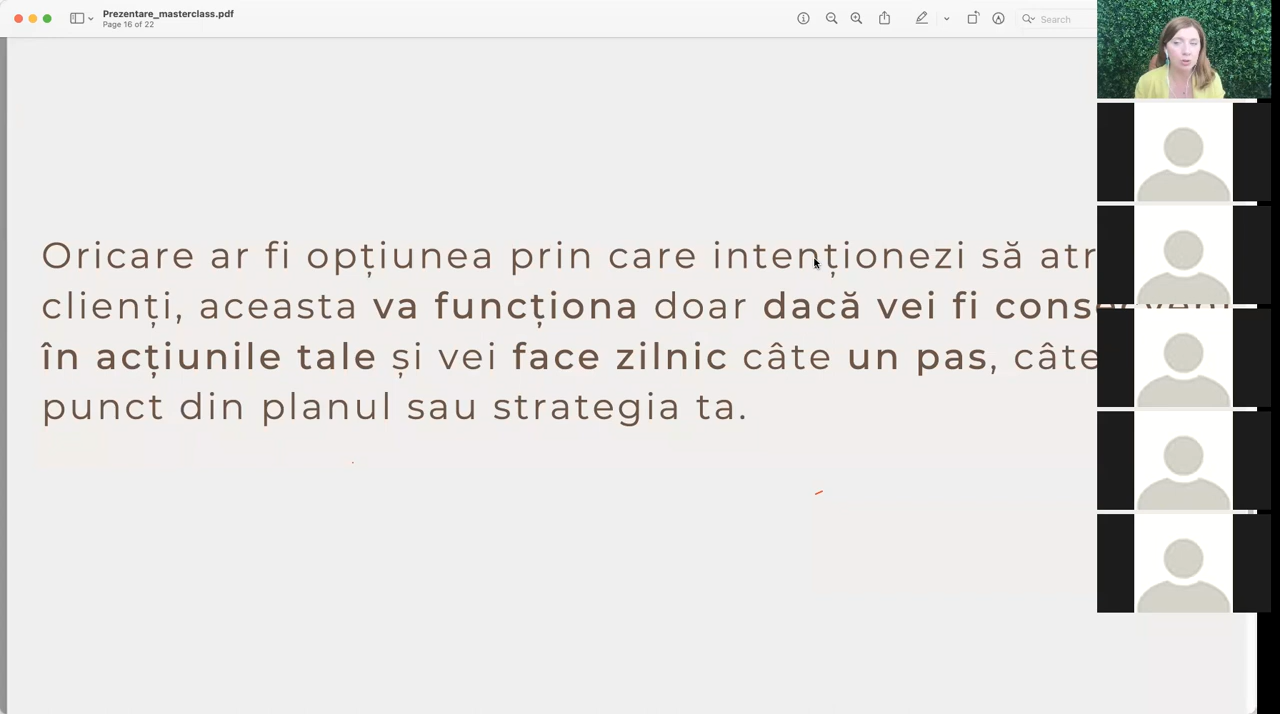 Prezentare_masterclass.pdf
Page 16 of 22
Search
Oricare ar fi opțiunea prin care intenționezi să
clienți, aceasta va funcționa doar dacă vei fi
în acțiunile tale și vei face zilnic câte un pas, câte
punct din planul sau strategia ta.